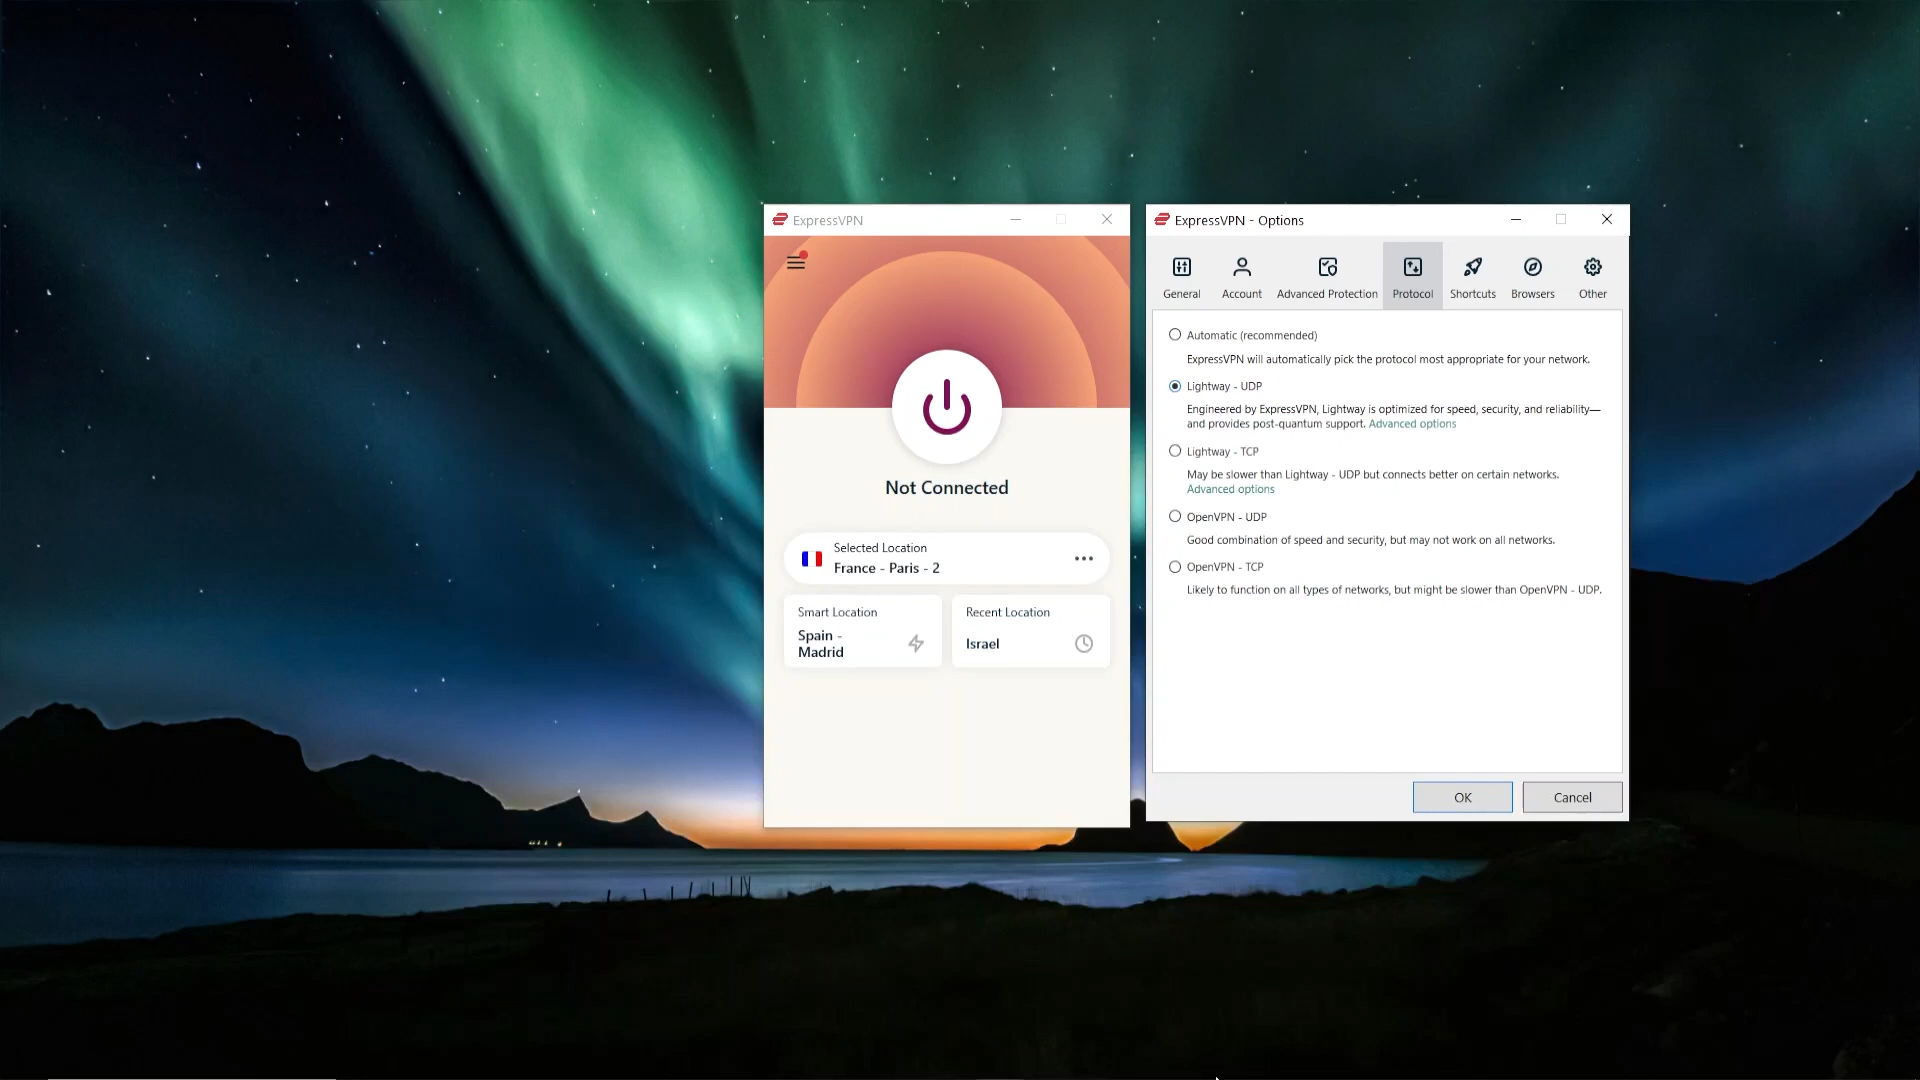 ExpressVPN
Not Connected
Selected Location
France - Paris - 2
Smart Location
Spain -
Madrid
Recent Location
Israel
ExpressVPN - Options
General
Account
Advanced Protection
Protocol
Shortcuts
Browsers
Other
Automatic (recommended)
ExpressVPN will automatically pick the protocol most appropriate for your network.
Lightway - UDP
Engineered by ExpressVPN, Lightway is optimized for speed, security, and reliability—
and provides post-quantum support. Advanced options
Lightway - TCP
May be slower than Lightway - UDP but connects better on certain networks.
Advanced options
OpenVPN - UDP
Good combination of speed and security, but may not work on all networks.
OpenVPN - TCP
Likely to function on all types of networks, but might be slower than OpenVPN - UDP.
OK
Cancel